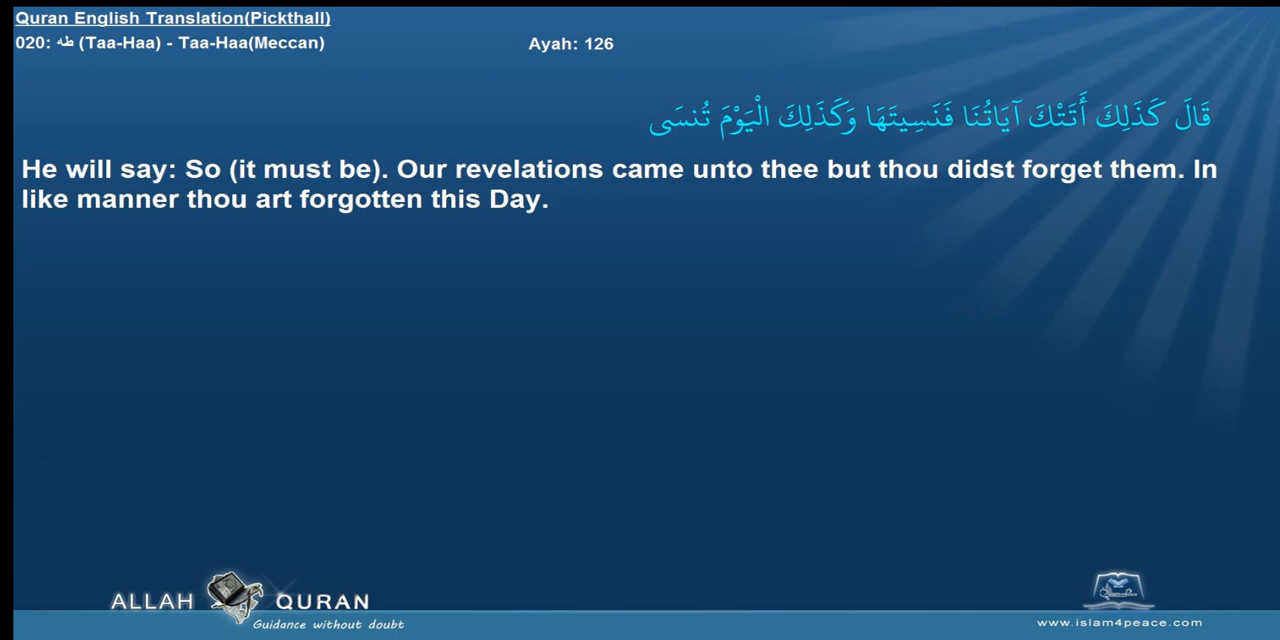 Quran English Translation(Pickthall)
020: طه (Taa-Haa) - Taa-Haa(Meccan)
Ayah: 126
قَالَ كَذَلِكَ أَتَتْكَ آيَاتُنَا فَنَسِيتَهَا وَكَذَلِكَ الْيَوْمَ تُنسَى
He will say: So (it must be). Our revelations came unto thee but thou didst forget them. In
like manner thou art forgotten this Day.
ALLAH QURAN
Guidance without doubt
www.islam4peace.com